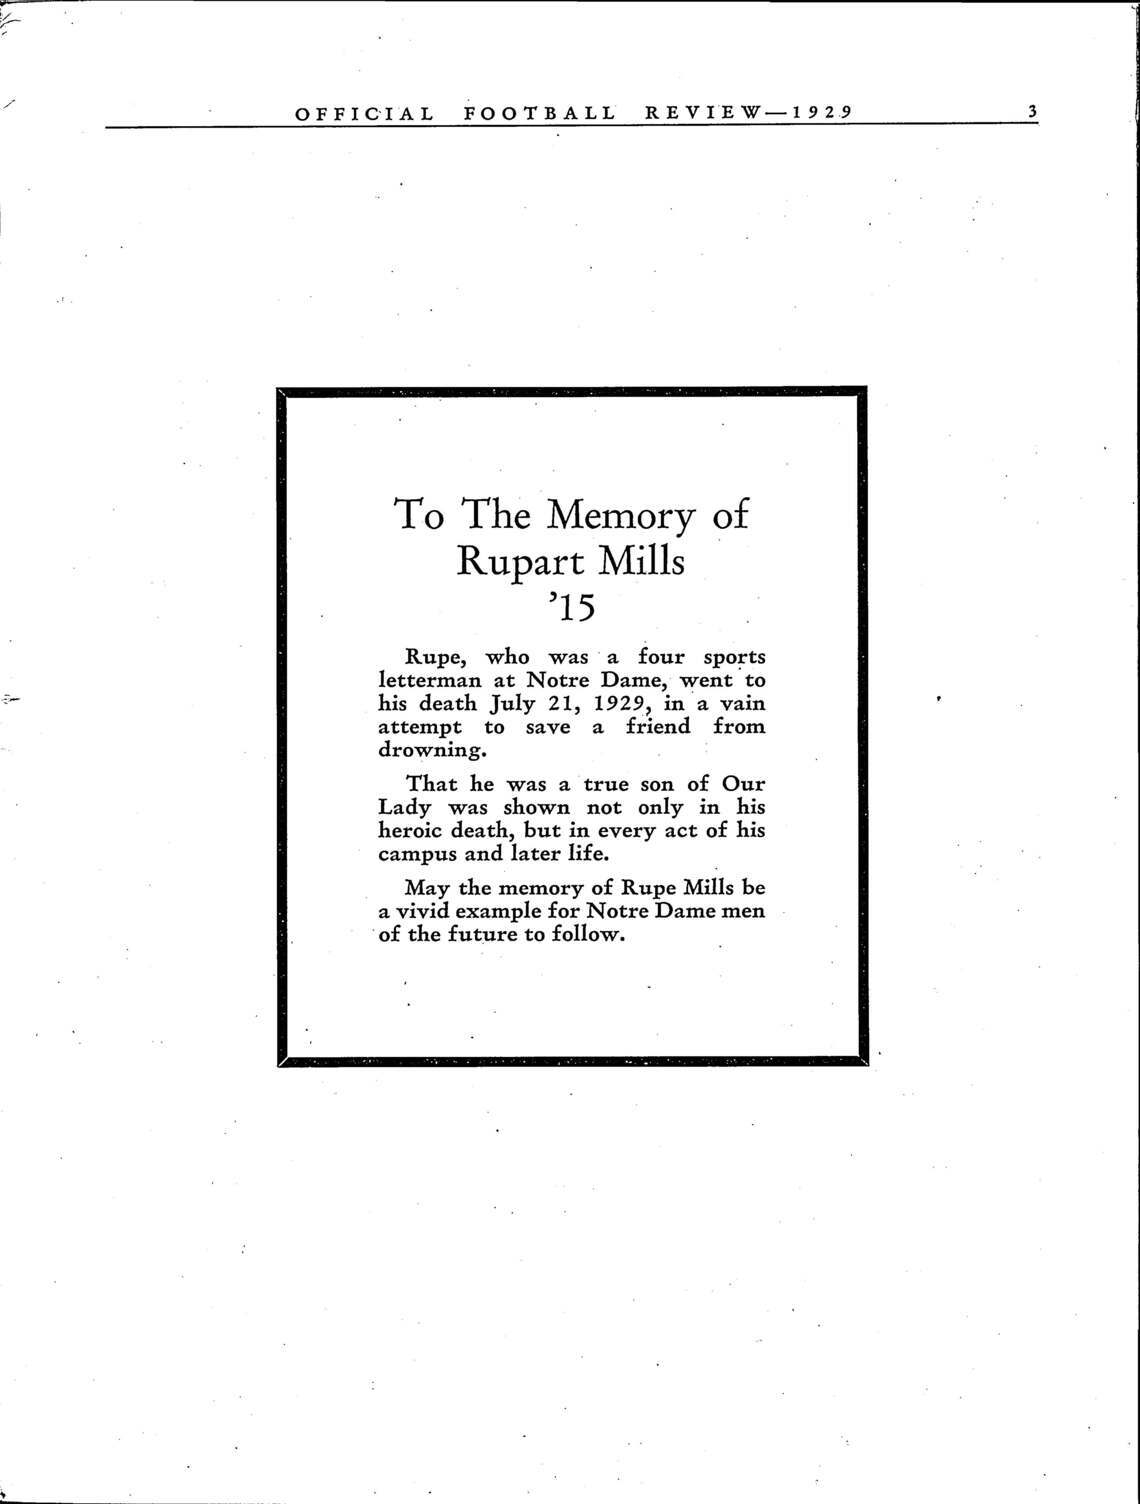 OFFICIAL FOOTBALL REVIEW—1929 3
To The Memory of
Rupart Mills
’15
Rupe, who was a four sports
letterman at Notre Dame, went to
his death July 21, 1929, in a vain
attempt to save a friend from
drowning.
That he was a true son of Our
Lady was shown not only in his
heroic death, but in every act of his
campus and later life.
May the memory of Rupe Mills be
a vivid example for Notre Dame men
of the future to follow.